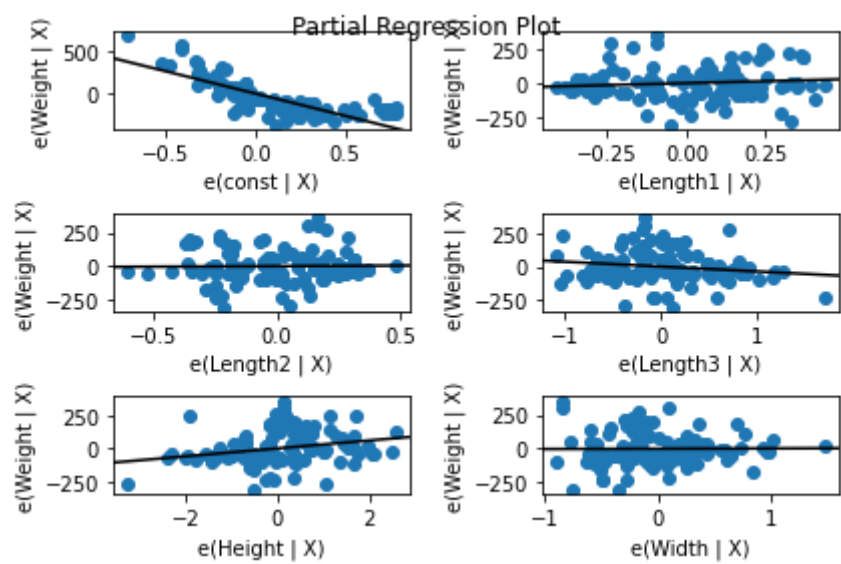 Partial Regression Plot
e(Weight | X)
500
0
−0.5 0.0 0.5
e(const | X)
e(Weight | X)
250
0
−250
−0.25 0.00 0.25
e(Length1 | X)
e(Weight | X)
250
0
−250
−0.5 0.0 0.5
e(Length2 | X)
e(Weight | X)
250
0
−250
−1 0 1
e(Length3 | X)
e(Weight | X)
250
0
−250
−2 0 2
e(Height | X)
e(Weight | X)
250
0
−250
−1 0 1
e(Width | X)